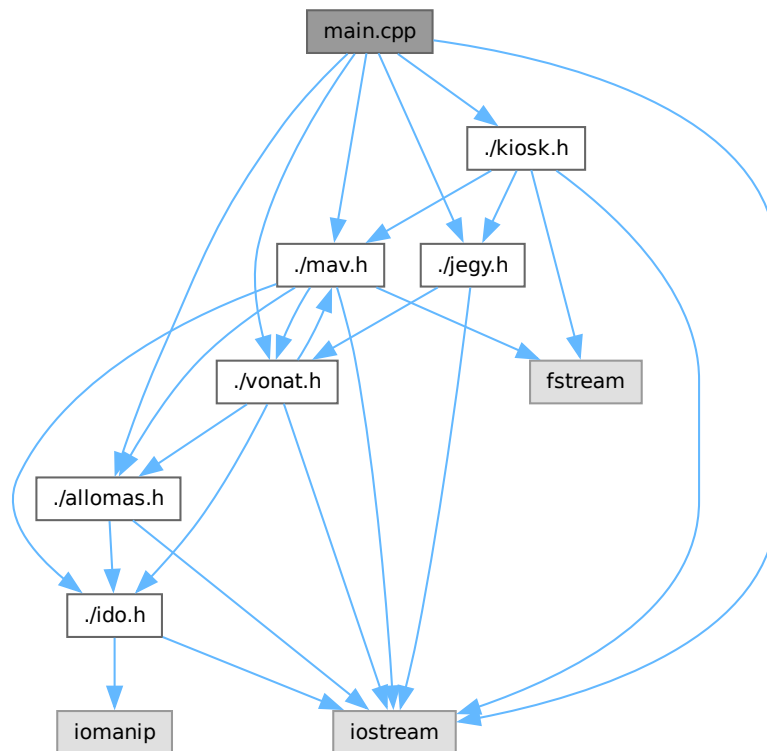 main.cpp
./kiosk.h
./mav.h
./jegy.h
./vonat.h
fstream
./allomas.h
./ido.h
iomanip
iostream